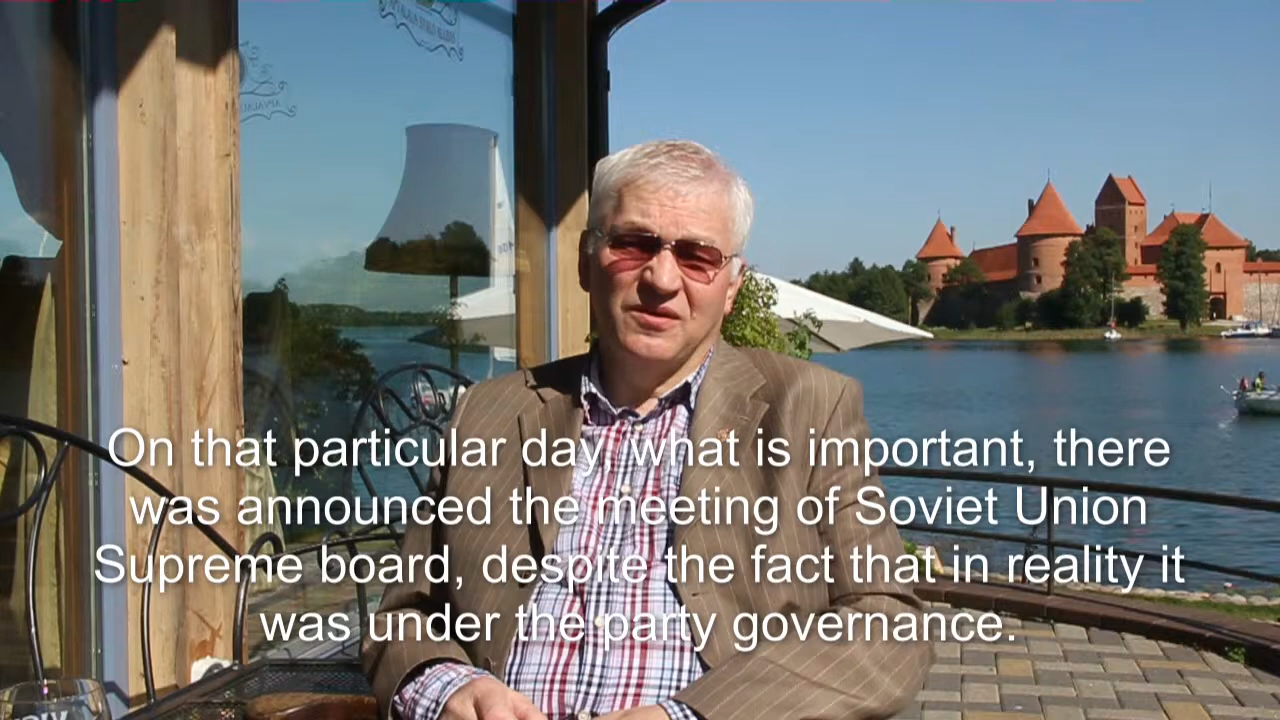 On that particular day, what is important, there
was announced the meeting of Soviet Union
Supreme board, despite the fact that in reality it
was under the party governance.